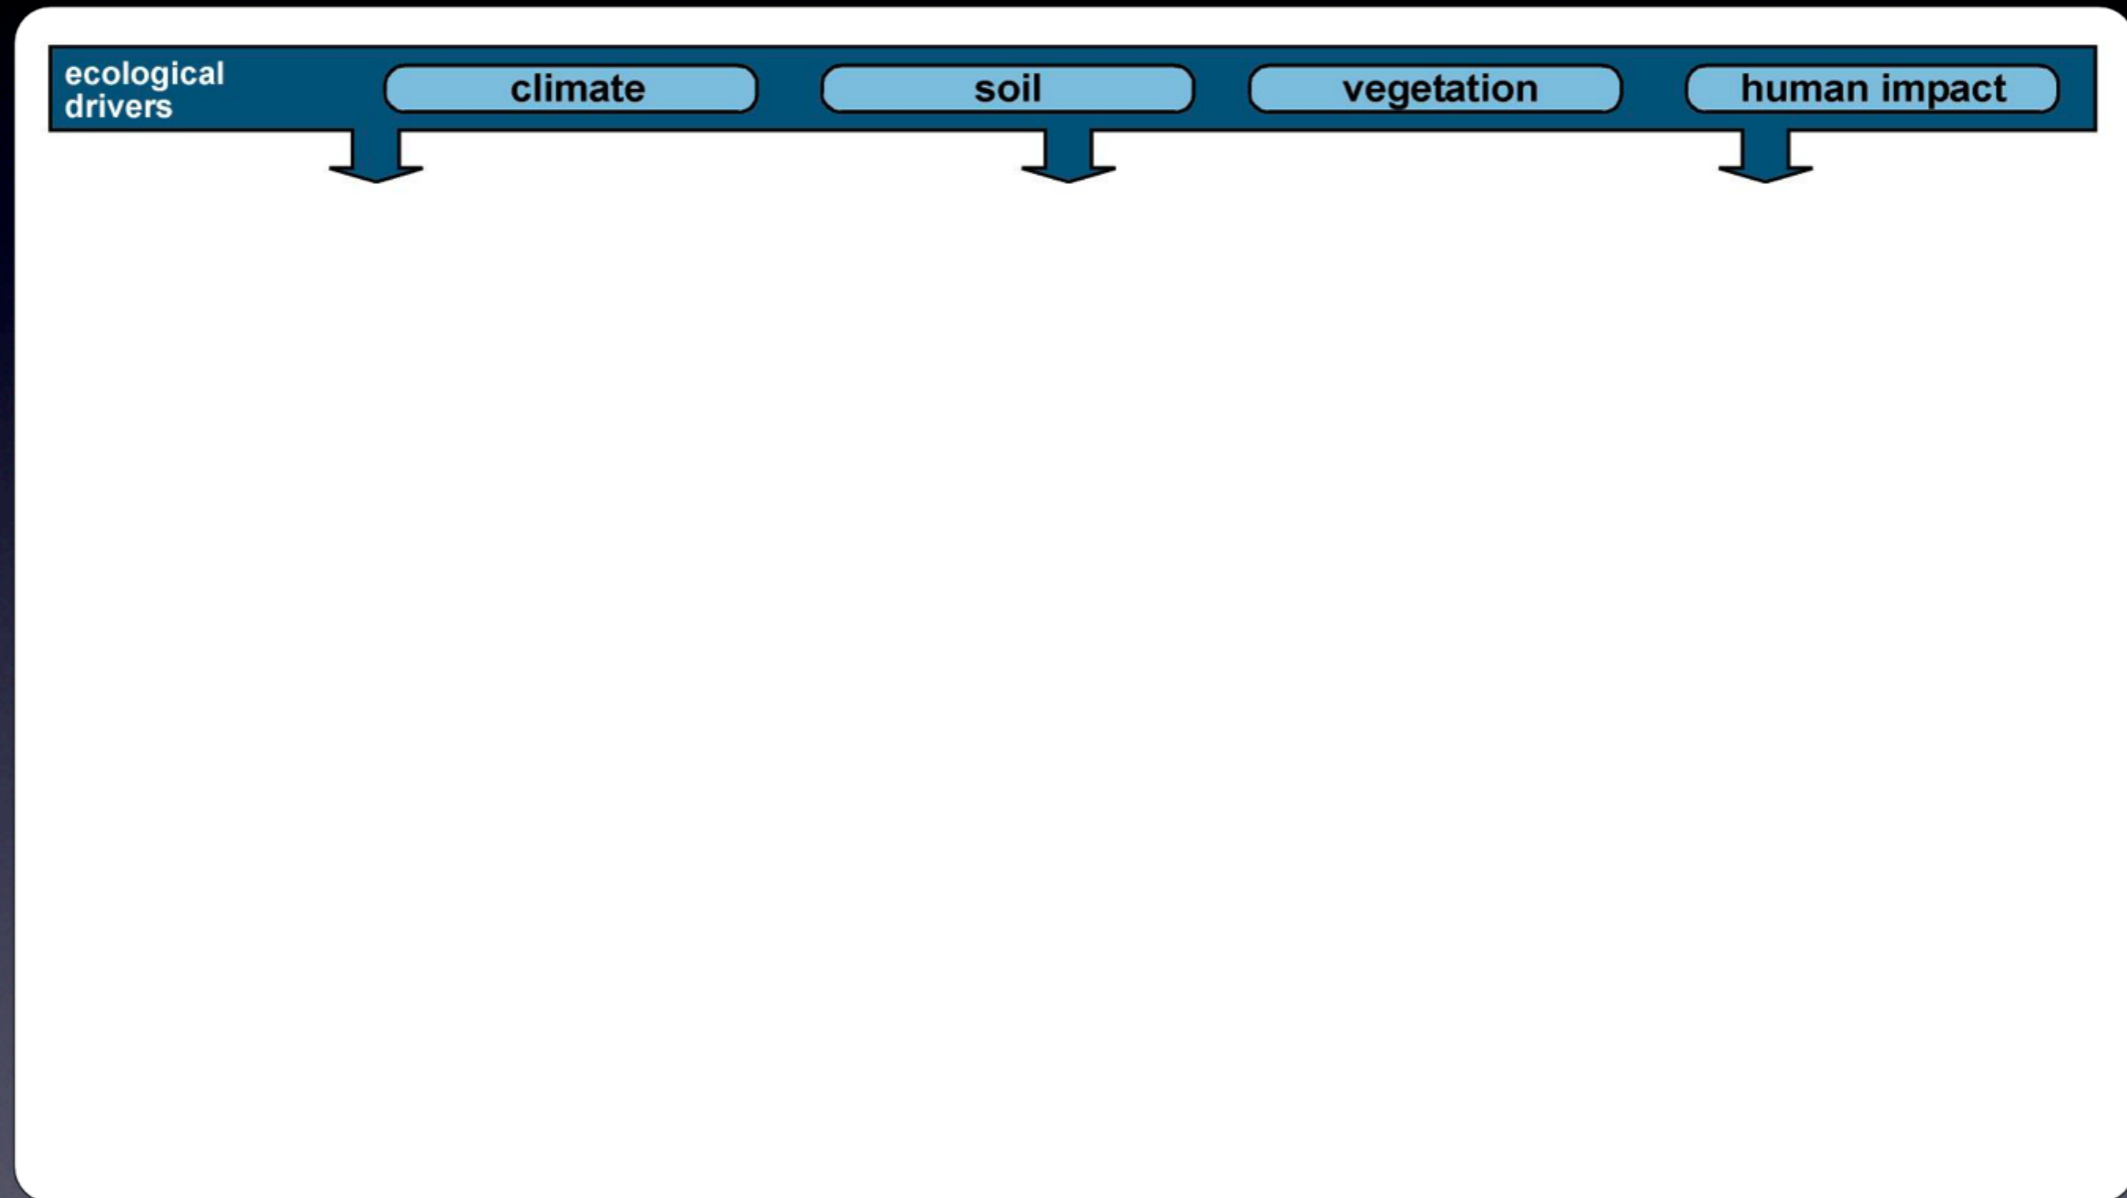 ecological
drivers
climate
soil
vegetation
human impact